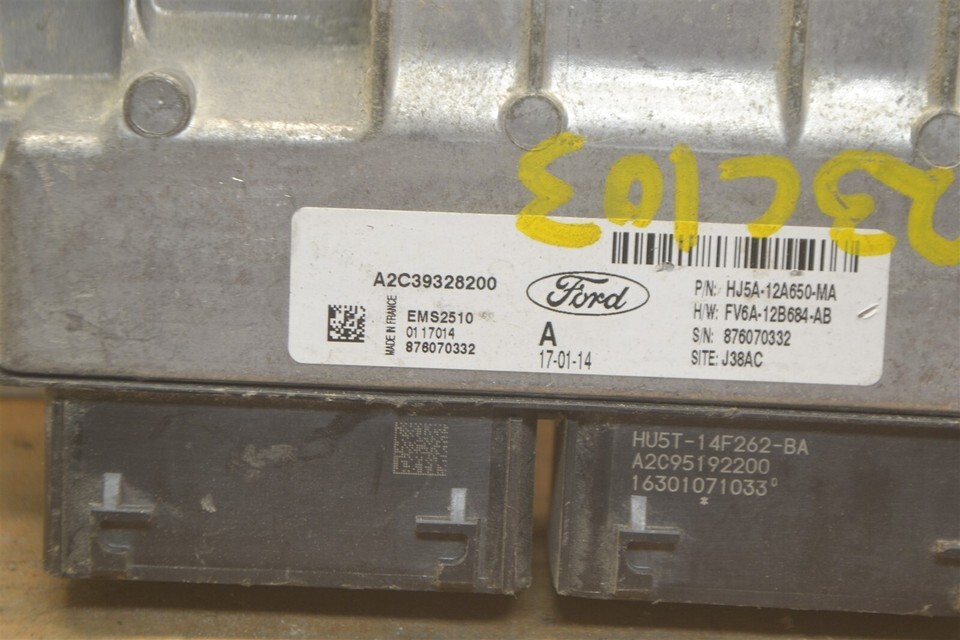 A2C39328200
MADE IN FRANCE
EMS2510
0117014
876070332
Ford
A
17-01-14
P/N: HJ5A-12A650-MA
H/W: FV6A-12B684-AB
S/N: 876070332
SITE: J38AC
HU5T-14F262-BA
A2C95192200
16301071033